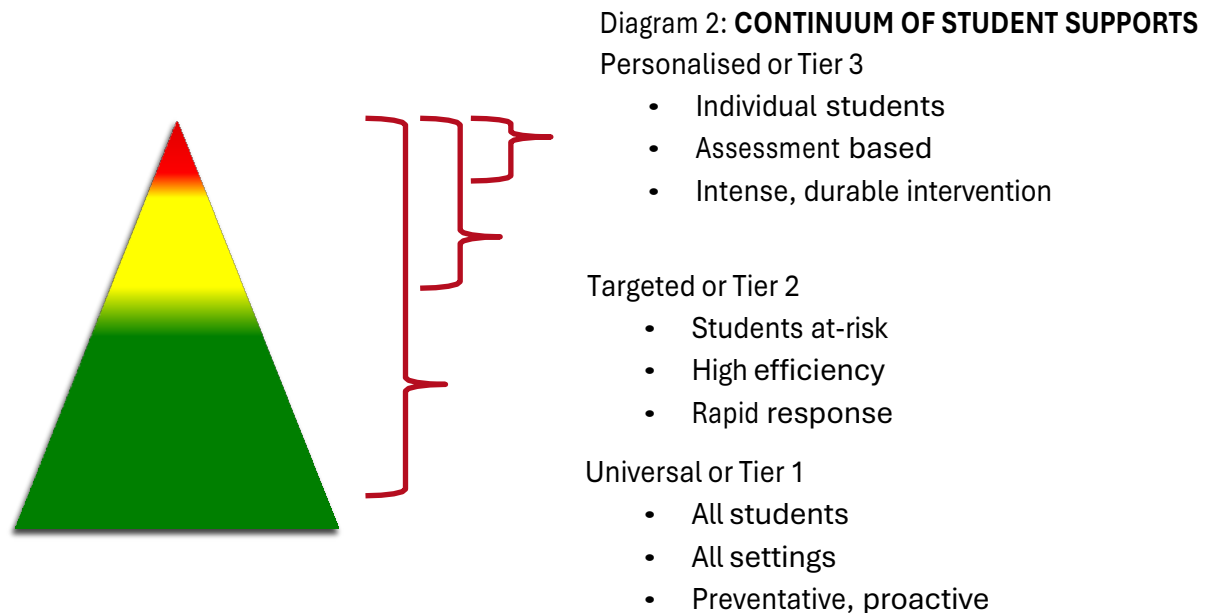 Diagram 2: CONTINUUM OF STUDENT SUPPORTS
Personalised or Tier 3
• Individual students
• Assessment based
• Intense, durable intervention
Targeted or Tier 2
• Students at-risk
• High efficiency
• Rapid response
Universal or Tier 1
• All students
• All settings
• Preventative, proactive